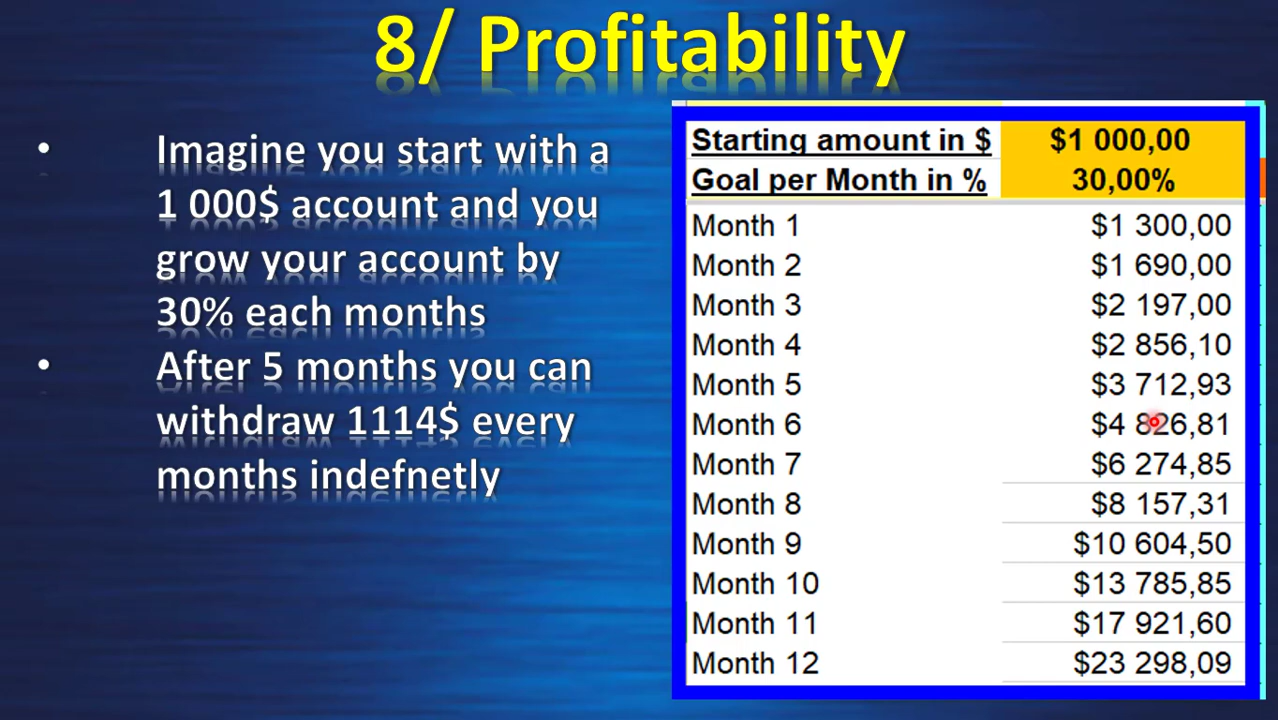 8/ Profitability
• Imagine you start with a
1 000$ account and you
grow your account by
30% each months
• After 5 months you can
withdraw 1114$ every
months indefnetly
Starting amount in $ $1 000,00
Goal per Month in % 30,00%
Month 1 $1 300,00
Month 2 $1 690,00
Month 3 $2 197,00
Month 4 $2 856,10
Month 5 $3 712,93
Month 6 $4 826,81
Month 7 $6 274,85
Month 8 $8 157,31
Month 9 $10 604,50
Month 10 $13 785,85
Month 11 $17 921,60
Month 12 $23 298,09